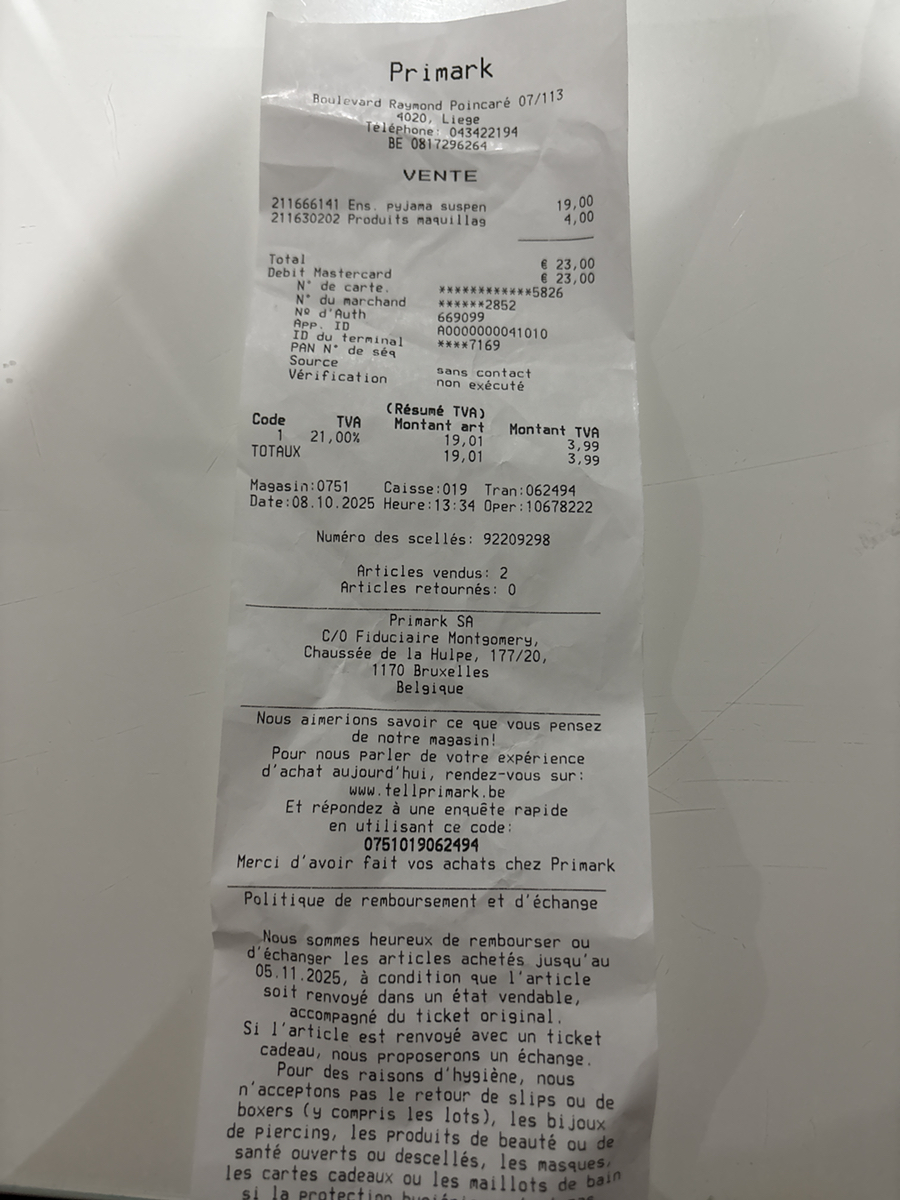 Primark
Boulevard Raymond Poincaré 07/113
4020, Liege
Téléphone: 043422194
BE 0817296264
VENTE
211666141 Ens. pyjama suspen 19,00
211630202 Produits maquillag 4,00
Total € 23,00
Debit Mastercard € 23,00
N° de carte. ************5826
N° du marchand ******2852
Nº d'Auth 669099
App. ID A0000000041010
ID du terminal ****7169
PAN N° de séq
Source sans contact
Vérification non exécuté
(Résumé TVA)
Code TVA Montant art Montant TVA
1 21,00% 19,01 3,99
TOTAUX 19,01 3,99
Magasin:0751 Caisse:019 Tran:062494
Date:08.10.2025 Heure:13:34 Oper:10678222
Numéro des scellés: 92209298
Articles vendus: 2
Articles retournés: 0
Primark SA
C/O Fiduciaire Montgomery,
Chaussée de la Hulpe, 177/20,
1170 Bruxelles
Belgique
Nous aimerions savoir ce que vous pensez
de notre magasin!
Pour nous parler de votre expérience
d'achat aujourd'hui, rendez-vous sur:
www.tellprimark.be
Et répondez à une enquête rapide
en utilisant ce code:
0751019062494
Merci d'avoir fait vos achats chez Primark
Politique de remboursement et d'échange
Nous sommes heureux de rembourser ou
d'échanger les articles achetés jusqu'au
05.11.2025, à condition que l'article
soit renvoyé dans un état vendable,
accompagné du ticket original.
Si l'article est renvoyé avec un ticket
cadeau, nous proposerons un échange.
Pour des raisons d'hygiène, nous
n'acceptons pas le retour de slips ou de
boxers (y compris les lots), les bijoux
de piercing, les produits de beauté ou de
santé ouverts ou descellés, les masques,
les cartes cadeaux ou les maillots de bain
si la protection